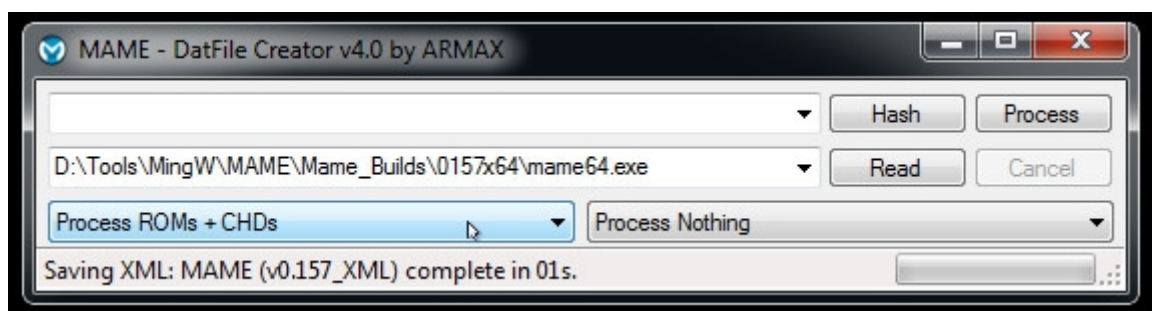 MAME - DatFile Creator v4.0 by ARMAX
Hash Process
D:\Tools\MingW\MAME\Mame_Builds\0157x64\mame64.exe Read Cancel
Process ROMs + CHDs Process Nothing
Saving XML: MAME (v0.157_XML) complete in 01s.